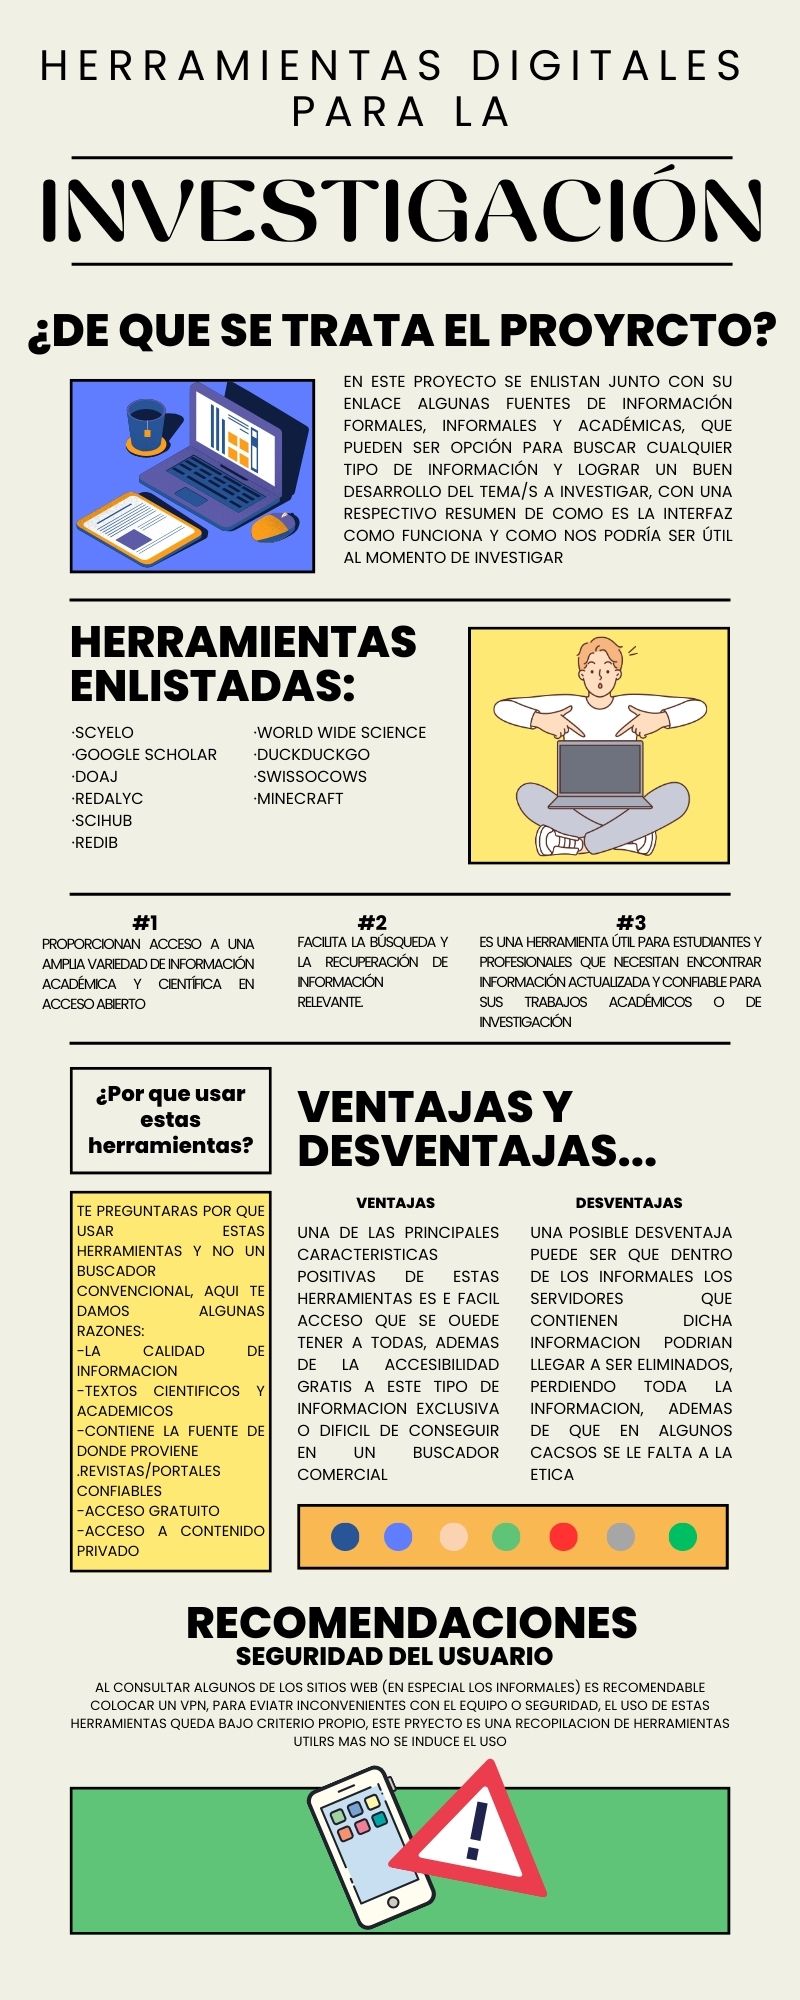 HERRAMIENTAS DIGITALES
PARA LA
INVESTIGACIÓN
¿DE QUE SE TRATA EL PROYRCTO?
EN ESTE PROYECTO SE ENLISTAN JUNTO CON SU
ENLACE ALGUNAS FUENTES DE INFORMACIÓN
FORMALES, INFORMALES Y ACADÉMICAS, QUE
PUEDEN SER OPCIÓN PARA BUSCAR CUALQUIER
TIPO DE INFORMACIÓN Y LOGRAR UN BUEN
DESARROLLO DEL TEMA/S A INVESTIGAR, CON UNA
RESPECTIVO RESUMEN DE COMO ES LA INTERFAZ
COMO FUNCIONA Y COMO NOS PODRÍA SER ÚTIL
AL MOMENTO DE INVESTIGAR
HERRAMIENTAS
ENLISTADAS:
·SCYELO
·GOOGLE SCHOLAR
·DOAJ
·REDALYC
·SCIHUB
·REDIB
·WORLD WIDE SCIENCE
·DUCKDUCKGO
·SWISSOCOWS
·MINECRAFT
#1
PROPORCIONAN ACCESO A UNA
AMPLIA VARIEDAD DE INFORMACIÓN
ACADÉMICA Y CIENTÍFICA EN
ACCESO ABIERTO
#2
FACILITA LA BÚSQUEDA Y
LA RECUPERACIÓN DE
INFORMACIÓN
RELEVANTE.
#3
ES UNA HERRAMIENTA ÚTIL PARA ESTUDIANTES Y
PROFESIONALES QUE NECESITAN ENCONTRAR
INFORMACIÓN ACTUALIZADA Y CONFIABLE PARA
SUS TRABAJOS ACADÉMICOS O DE
INVESTIGACIÓN
¿Por que usar
estas
herramientas?
TE PREGUNTARAS POR QUE
USAR ESTAS
HERRAMIENTAS Y NO UN
BUSCADOR
CONVENCIONAL, AQUI TE
DAMOS ALGUNAS
RAZONES:
-LA CALIDAD DE
INFORMACION
-TEXTOS CIENTIFICOS Y
ACADEMICOS
-CONTIENE LA FUENTE DE
DONDE PROVIENE
.REVISTAS/PORTALES
CONFIABLES
-ACCESO GRATUITO
-ACCESO A CONTENIDO
PRIVADO
VENTAJAS Y
DESVENTAJAS...
VENTAJAS
UNA DE LAS PRINCIPALES
CARACTERISTICAS
POSITIVAS DE ESTAS
HERRAMIENTAS ES E FACIL
ACCESO QUE SE OUEDE
TENER A TODAS, ADEMAS
DE LA ACCESIBILIDAD
GRATIS A ESTE TIPO DE
INFORMACION EXCLUSIVA
O DIFICIL DE CONSEGUIR
EN UN BUSCADOR
COMERCIAL
DESVENTAJAS
UNA POSIBLE DESVENTAJA
PUEDE SER QUE DENTRO
DE LOS INFORMALES LOS
SERVIDORES QUE
CONTIENEN DICHA
INFORMACION PODRIAN
LLEGAR A SER ELIMINADOS,
PERDIENDO TODA LA
INFORMACION, ADEMAS
DE QUE EN ALGUNOS
CACSOS SE LE FALTA A LA
ETICA
RECOMENDACIONES
SEGURIDAD DEL USUARIO
AL CONSULTAR ALGUNOS DE LOS SITIOS WEB (EN ESPECIAL LOS INFORMALES) ES RECOMENDABLE
COLOCAR UN VPN, PARA EVIATR INCONVENIENTES CON EL EQUIPO O SEGURIDAD, EL USO DE ESTAS
HERRAMIENTAS QUEDA BAJO CRITERIO PROPIO, ESTE PRYECTO ES UNA RECOPILACION DE HERRAMIENTAS
UTILRS MAS NO SE INDUCE EL USO
!